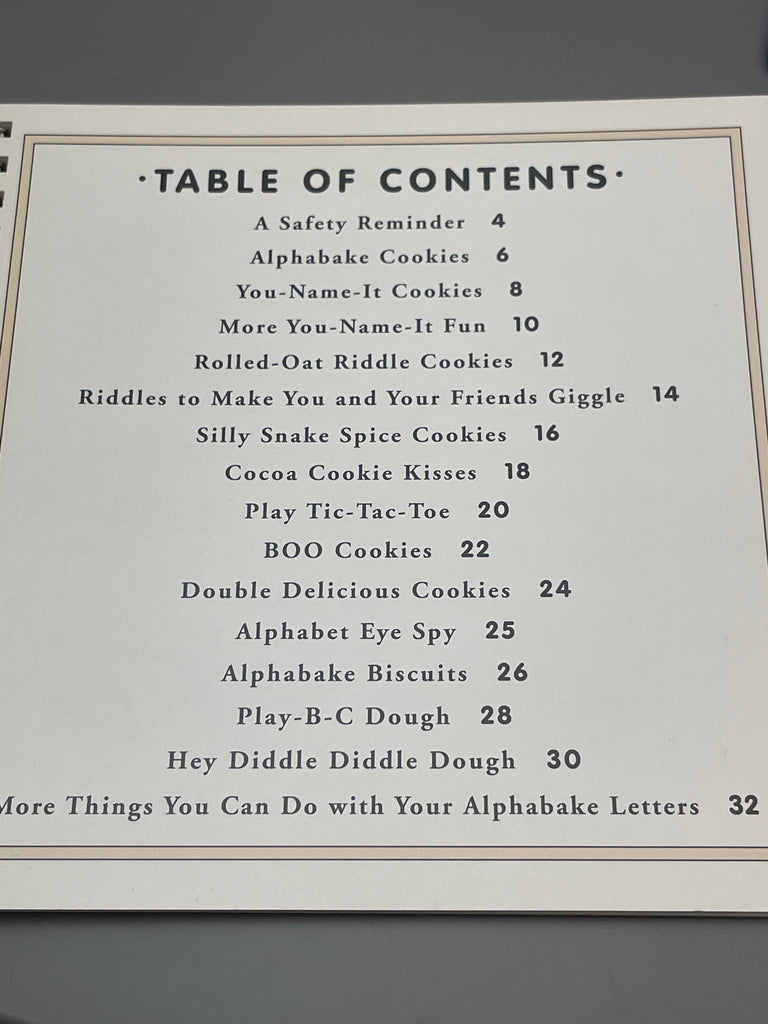 ·TABLE OF CONTENTS·
A Safety Reminder 4
Alphabake Cookies 6
You-Name-It Cookies 8
More You-Name-It Fun 10
Rolled-Oat Riddle Cookies 12
Riddles to Make You and Your Friends Giggle 14
Silly Snake Spice Cookies 16
Cocoa Cookie Kisses 18
Play Tic-Tac-Toe 20
BOO Cookies 22
Double Delicious Cookies 24
Alphabet Eye Spy 25
Alphabake Biscuits 26
Play-B-C Dough 28
Hey Diddle Diddle Dough 30
More Things You Can Do with Your Alphabake Letters 32